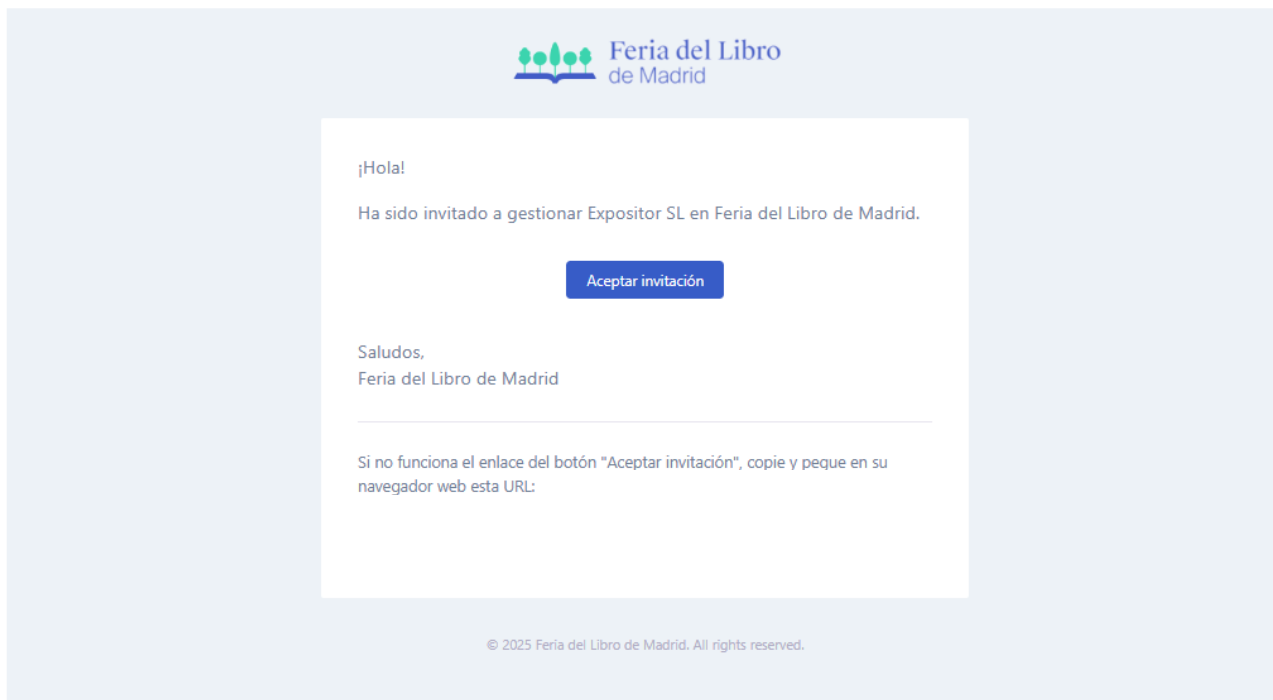 Feria del Libro
de Madrid
¡Hola!
Ha sido invitado a gestionar Expositor SL en Feria del Libro de Madrid.
Aceptar invitación
Saludos,
Feria del Libro de Madrid
Si no funciona el enlace del botón "Aceptar invitación", copie y pegue en su
navegador web esta URL:
© 2025 Feria del Libro de Madrid. All rights reserved.